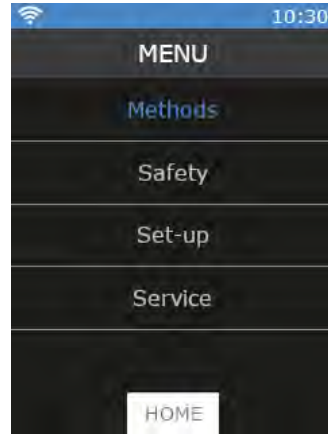 10:30
MENU
Methods
Safety
Set-up
Service
HOME